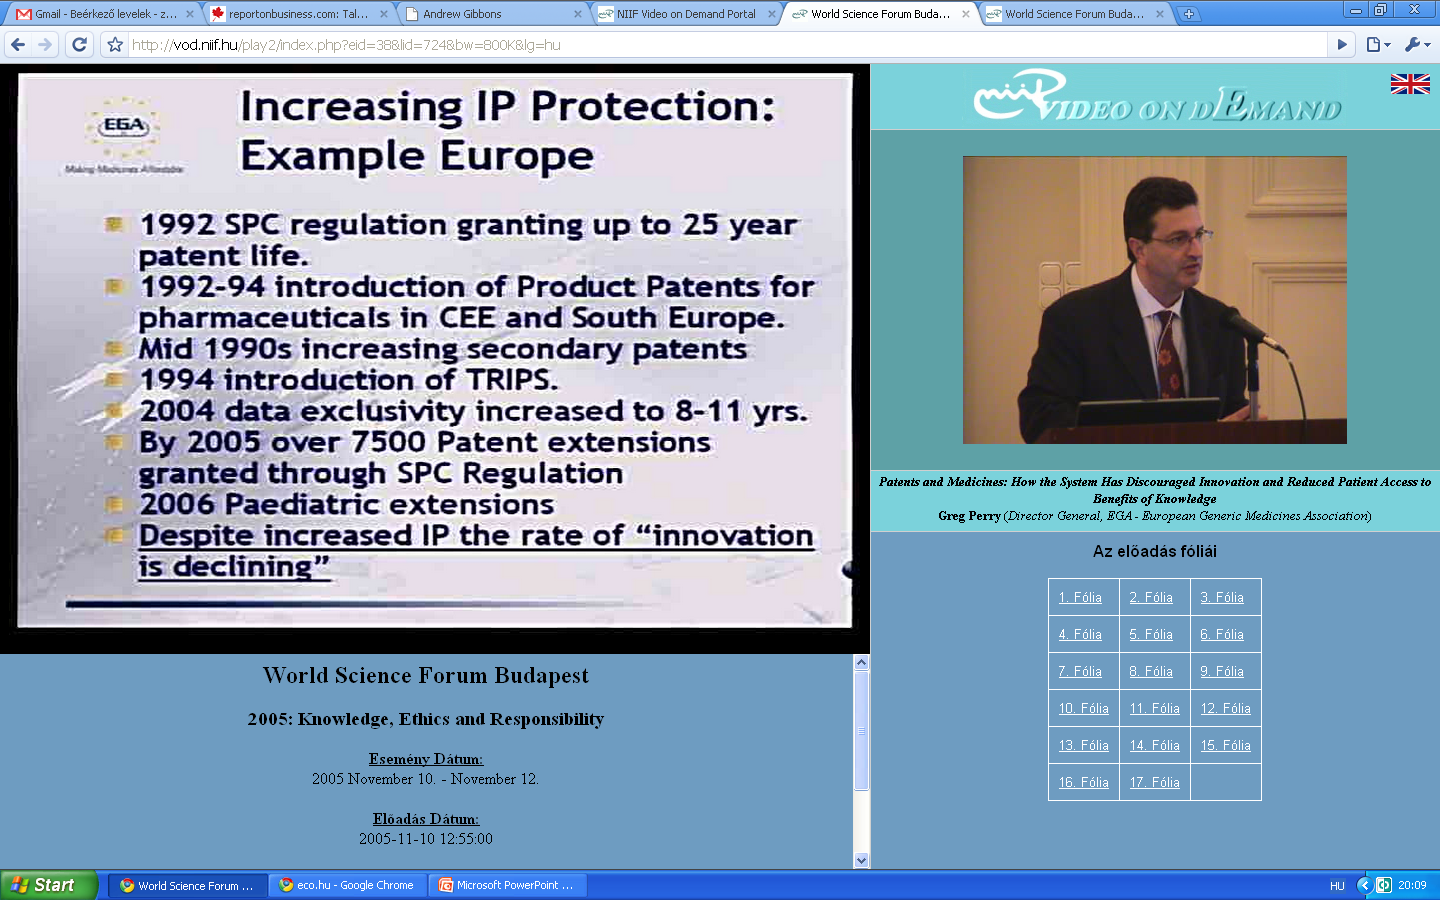 Gmail - Beérkező levelek - z...
reportonbusiness.com: Tal...
Andrew Gibbons
NIIF Video on Demand Portal
World Science Forum Buda...
World Science Forum Buda...
http://vod.niif.hu/play2/index.php?eid=38&lid=724&bw=800K&lg=hu
EGA
Making Medicines Affordable
Increasing IP Protection:
Example Europe
1992 SPC regulation granting up to 25 year
patent life.
1992-94 introduction of Product Patents for
pharmaceuticals in CEE and South Europe.
Mid 1990s increasing secondary patents
1994 introduction of TRIPS.
2004 data exclusivity increased to 8-11 yrs.
By 2005 over 7500 Patent extensions
granted through SPC Regulation
2006 Paediatric extensions
Despite increased IP the rate of “innovation
is declining”
World Science Forum Budapest
2005: Knowledge, Ethics and Responsibility
Esemény Dátum:
2005 November 10. - November 12.
Előadás Dátum:
2005-11-10 12:55:00
VIDEO ON dEMAND
Patents and Medicines: How the System Has Discouraged Innovation and Reduced Patient Access to
Benefits of Knowledge
Greg Perry (Director General, EGA - European Generic Medicines Association)
Az előadás fóliái
1. Fólia 2. Fólia 3. Fólia
4. Fólia 5. Fólia 6. Fólia
7. Fólia 8. Fólia 9. Fólia
10. Fólia 11. Fólia 12. Fólia
13. Fólia 14. Fólia 15. Fólia
16. Fólia 17. Fólia
Start
World Science Forum ...
eco.hu - Google Chrome
Microsoft PowerPoint ...
HU
20:09